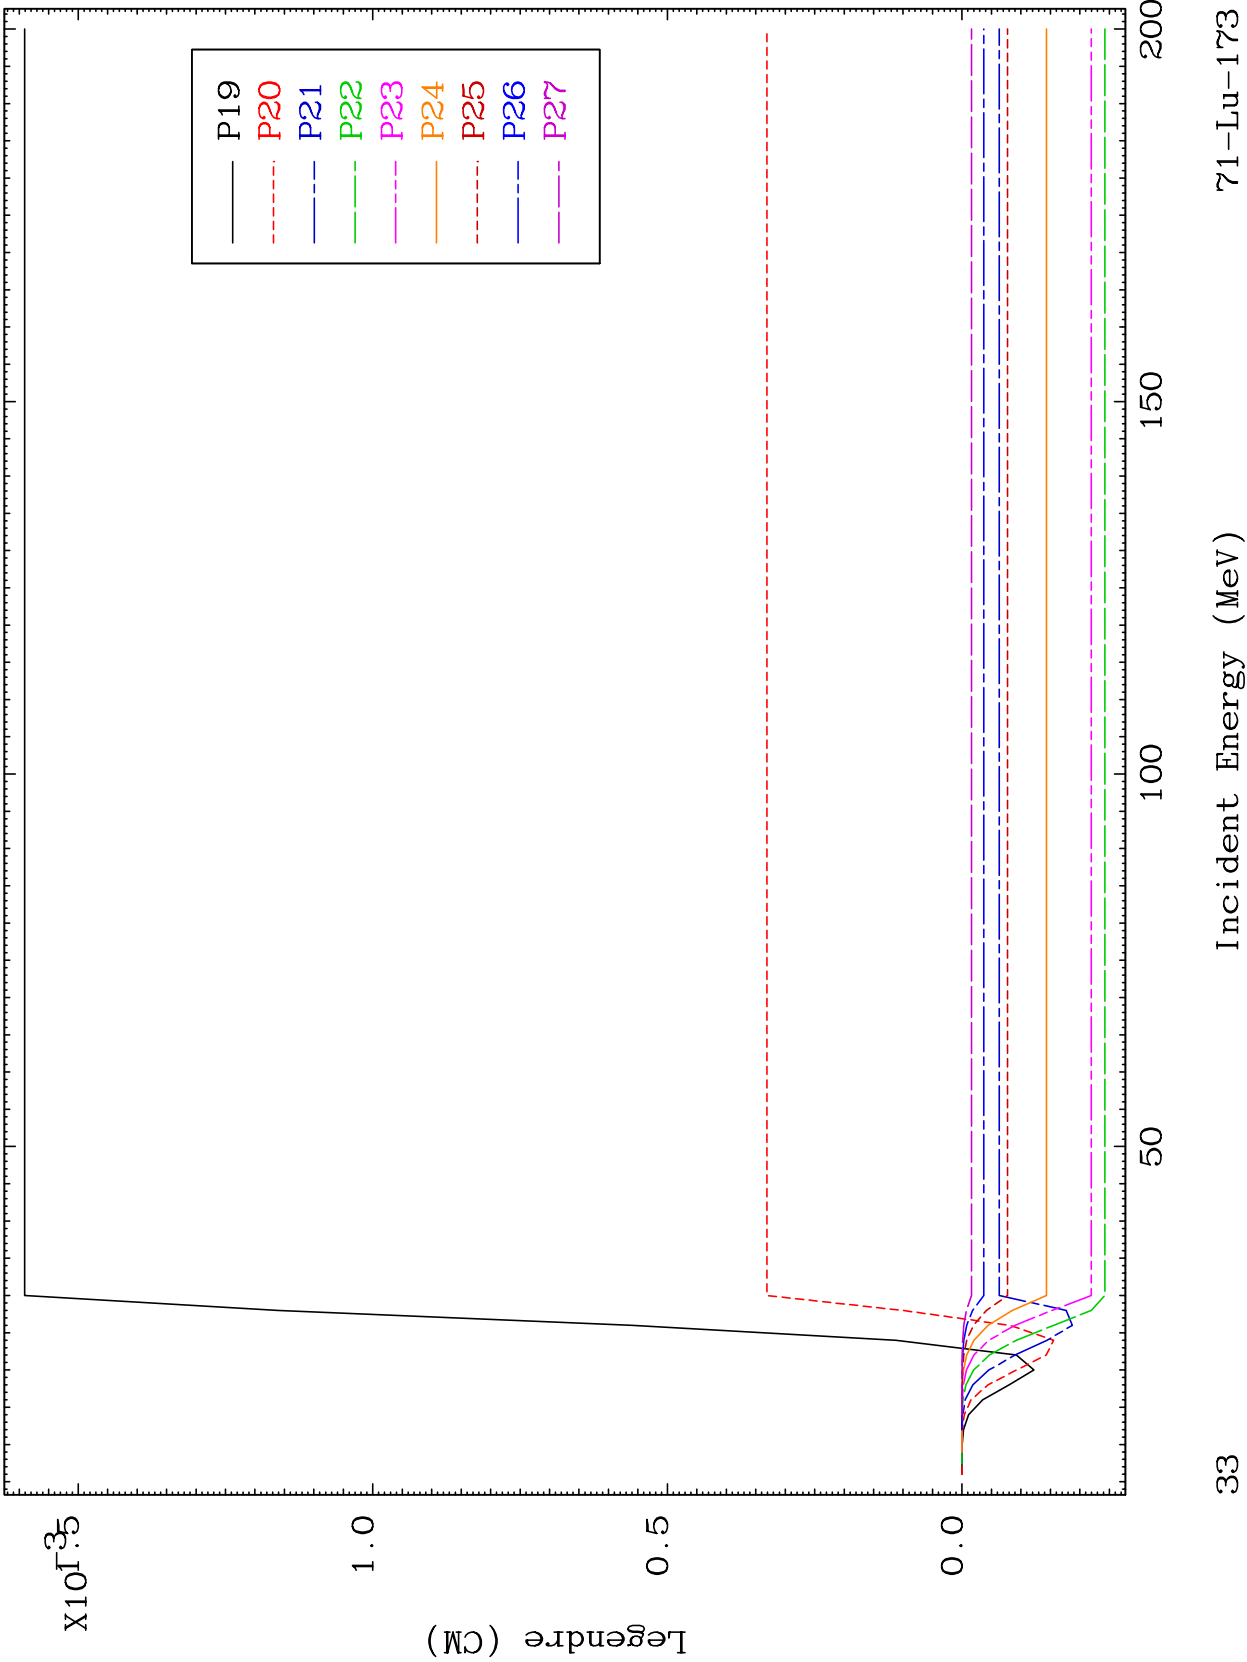 X10-3
1.5
1.0
0.5
0.0
Legendre (CM)
P19
P20
P21
P22
P23
P24
P25
P26
P27
50
100
150
200
33
Incident Energy (MeV)
71-Lu-173